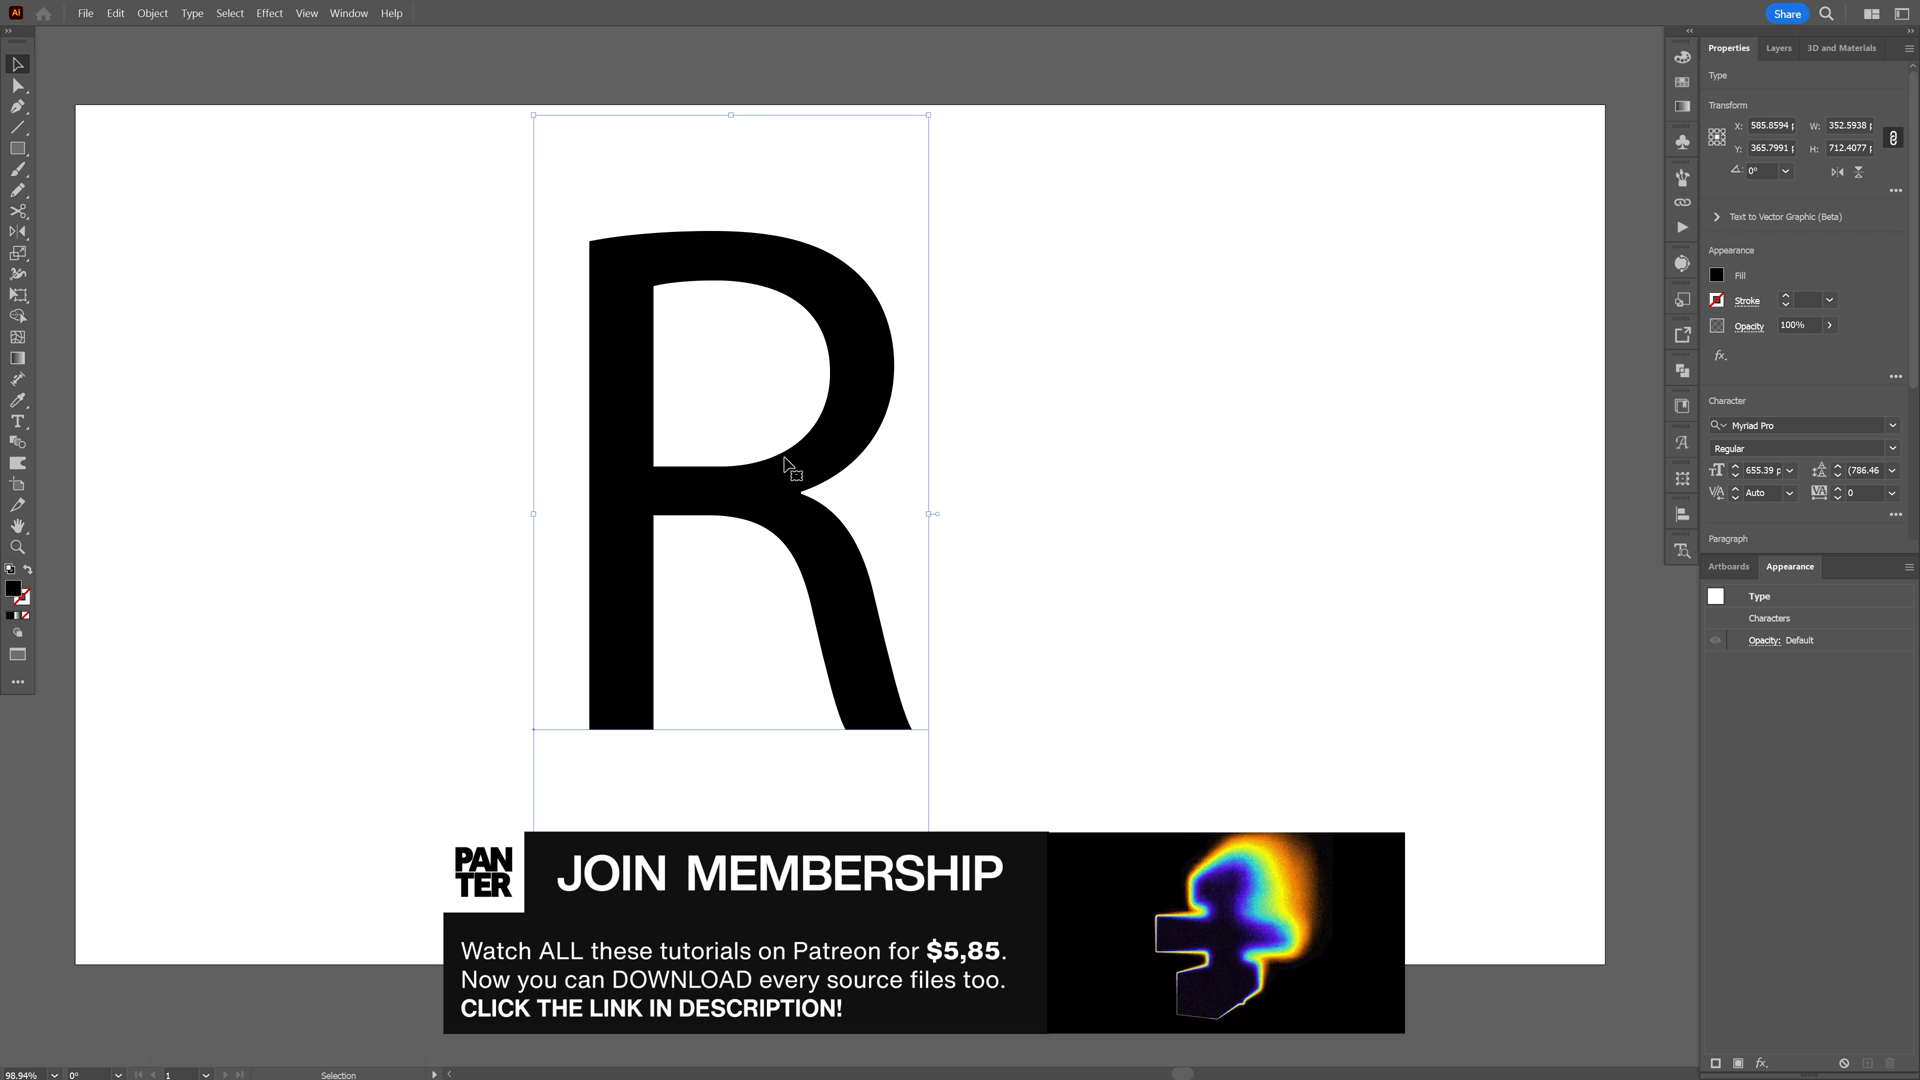 Ai File Edit Object Type Select Effect View Window Help Share
Properties Layers 3D and Materials
Type
Transform
X: 585.8594 p W: 352.5938 p
Y: 365.7991 p H: 712.4077 p
0°
Text to Vector Graphic (Beta)
Appearance
Fill
Stroke
Opacity 100%
fx.
Character
Myriad Pro
Regular
655.39 p (786.46
Auto 0
Paragraph
Artboards Appearance
Type
Characters
Opacity: Default
R
PAN
TER
JOIN MEMBERSHIP
Watch ALL these tutorials on Patreon for $5,85.
Now you can DOWNLOAD every source files too.
CLICK THE LINK IN DESCRIPTION!
98.94% 0° 1 Selection
fx.